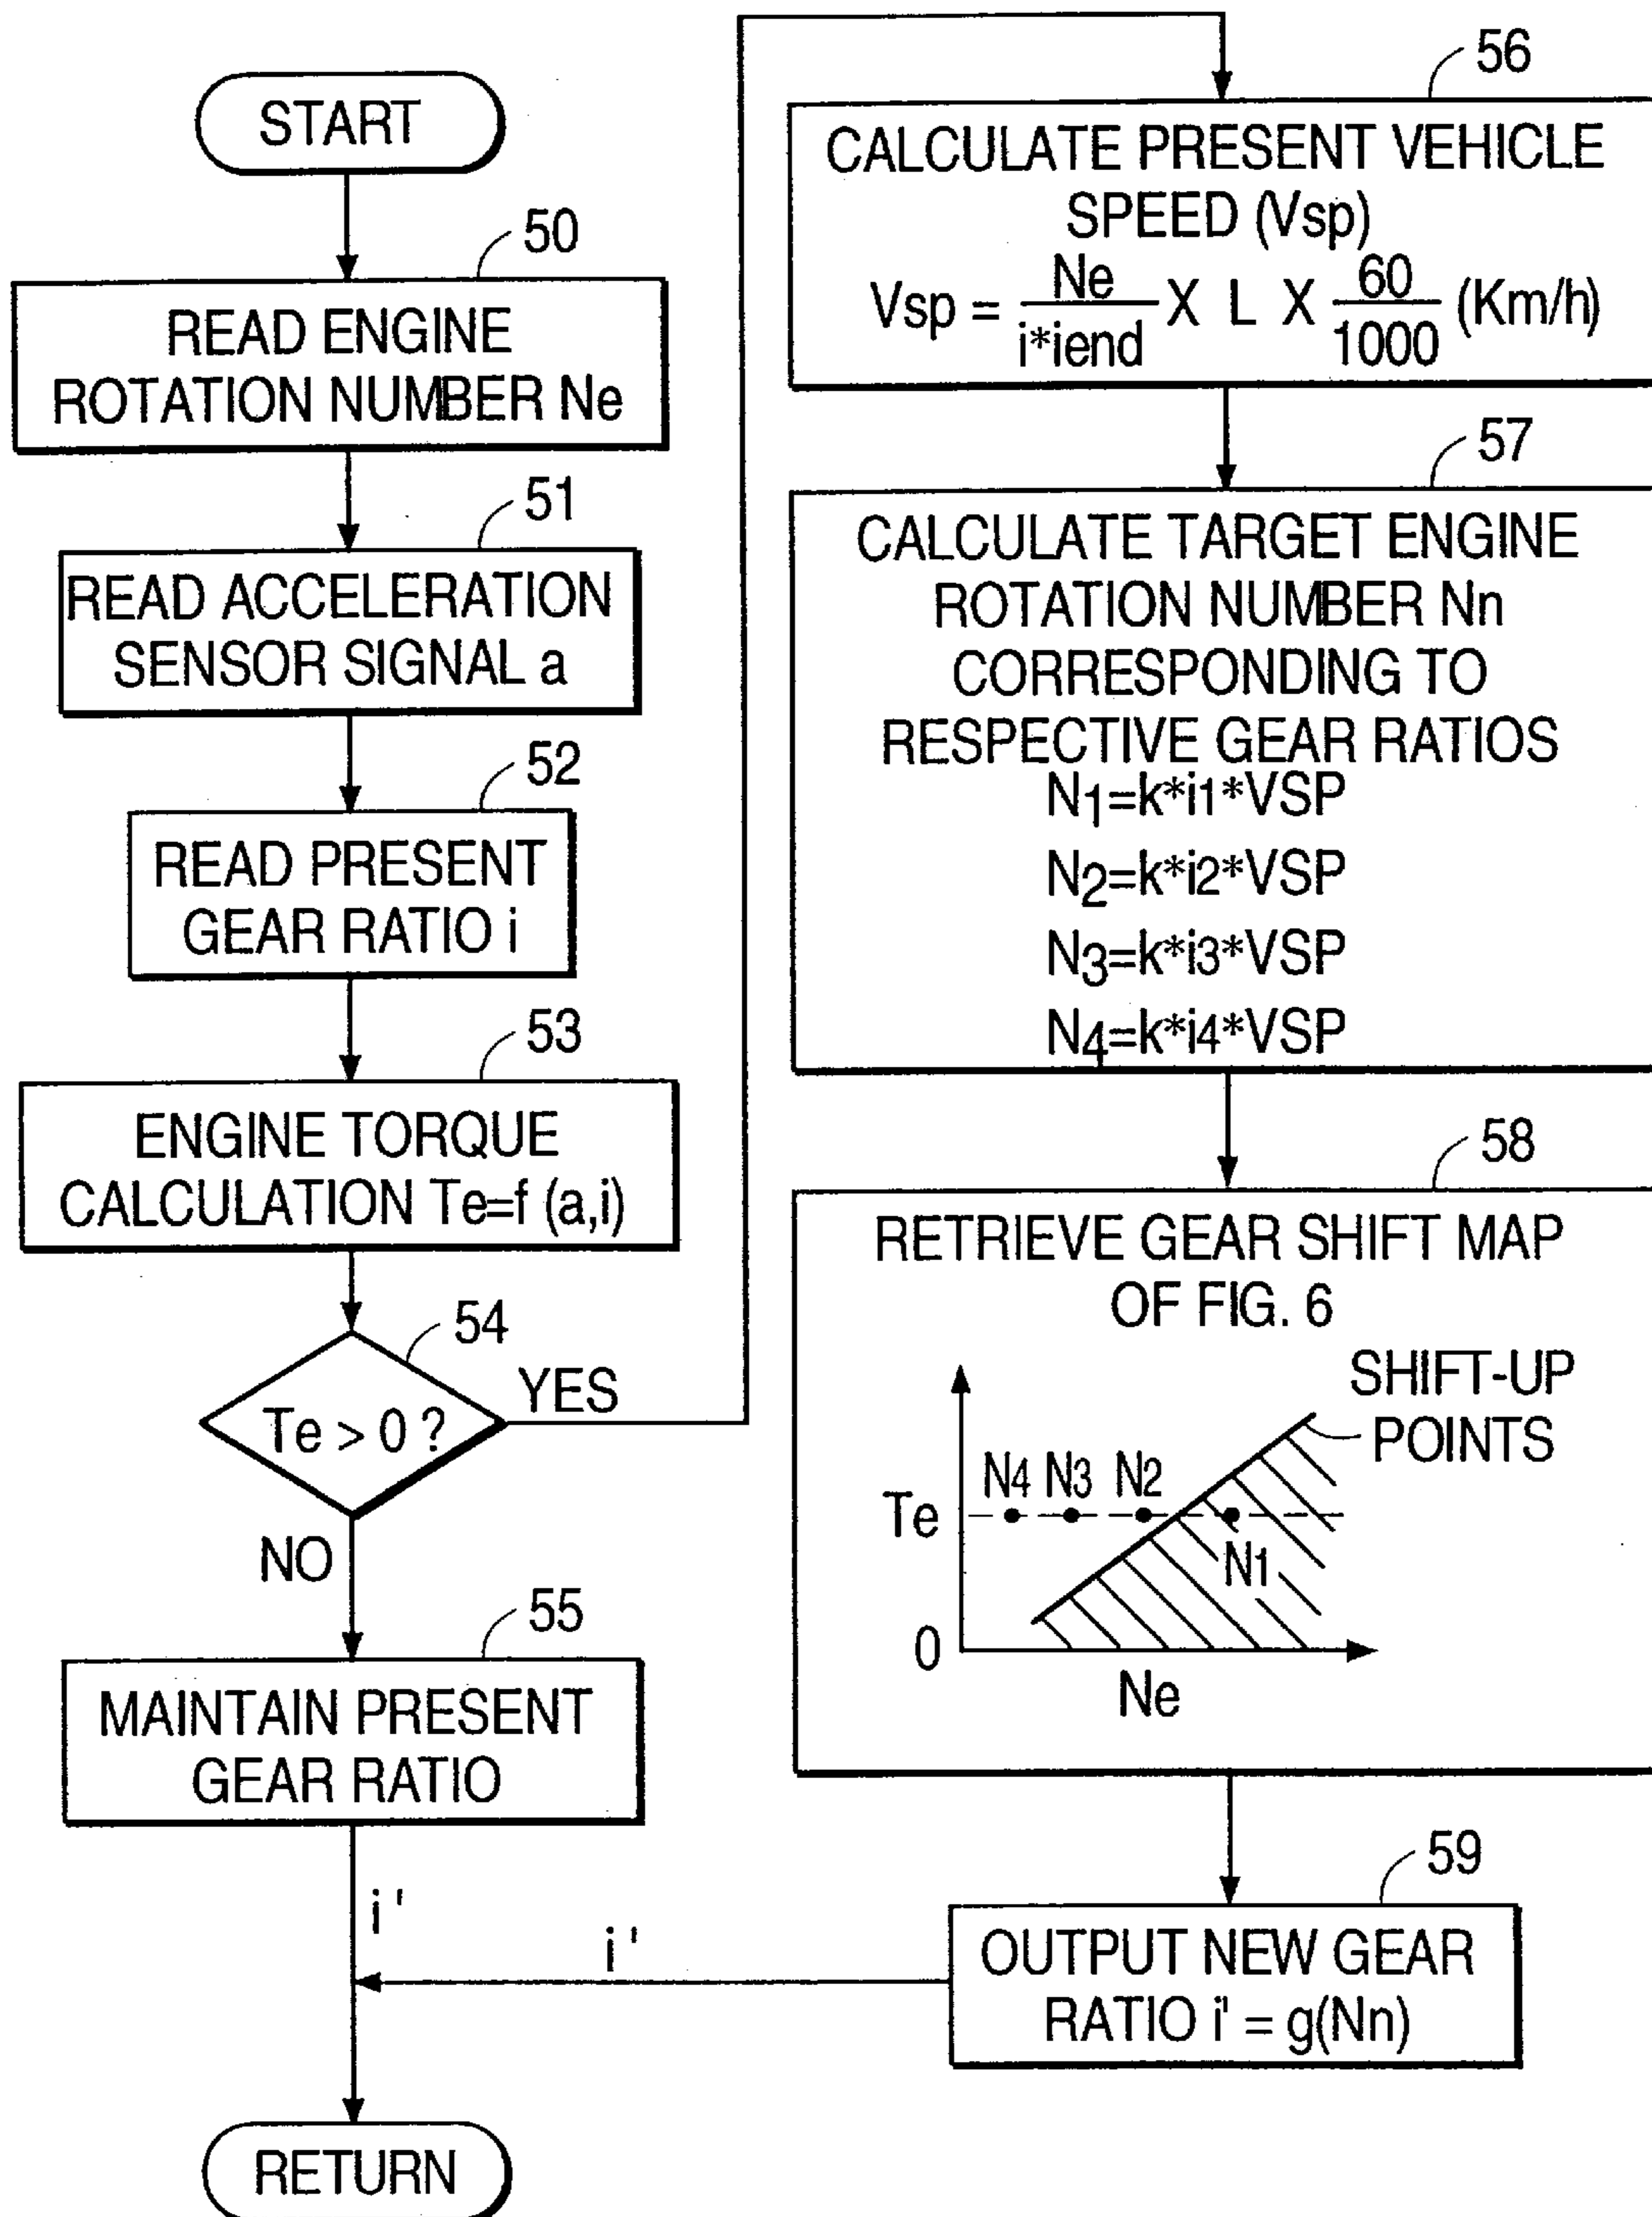 START
50
READ ENGINE
ROTATION NUMBER Ne
51
READ ACCELERATION
SENSOR SIGNAL a
52
READ PRESENT
GEAR RATIO i
53
ENGINE TORQUE
CALCULATION Te=f (a,i)
54
Te > 0 ?
YES
NO
55
MAINTAIN PRESENT
GEAR RATIO
i'
RETURN
56
CALCULATE PRESENT VEHICLE
SPEED (Vsp)
Vsp = Ne / i*iend X L X 60 / 1000 (Km/h)
57
CALCULATE TARGET ENGINE
ROTATION NUMBER Nn
CORRESPONDING TO
RESPECTIVE GEAR RATIOS
N1=k*i1*VSP
N2=k*i2*VSP
N3=k*i3*VSP
N4=k*i4*VSP
58
RETRIEVE GEAR SHIFT MAP
OF FIG. 6
SHIFT-UP
POINTS
N4 N3 N2
Te
N1
0
Ne
59
OUTPUT NEW GEAR
RATIO i' = g(Nn)
i'